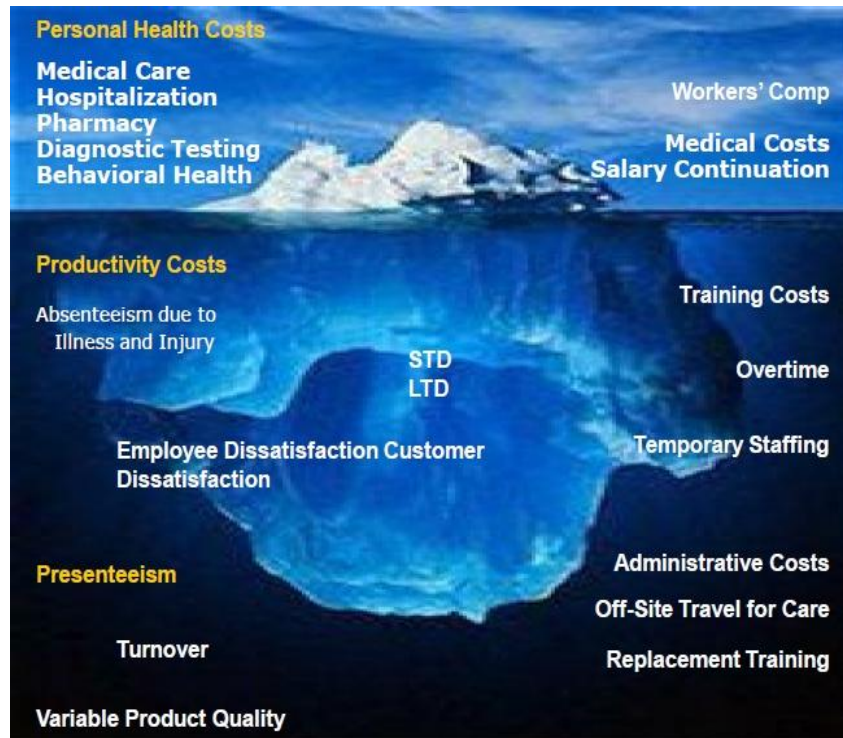 Personal Health Costs
Medical Care
Hospitalization
Pharmacy
Diagnostic Testing
Behavioral Health
Workers’ Comp
Medical Costs
Salary Continuation
Productivity Costs
Absenteeism due to
Illness and Injury
STD
LTD
Training Costs
Overtime
Employee Dissatisfaction Customer
Dissatisfaction
Temporary Staffing
Presenteeism
Administrative Costs
Off-Site Travel for Care
Turnover
Replacement Training
Variable Product Quality